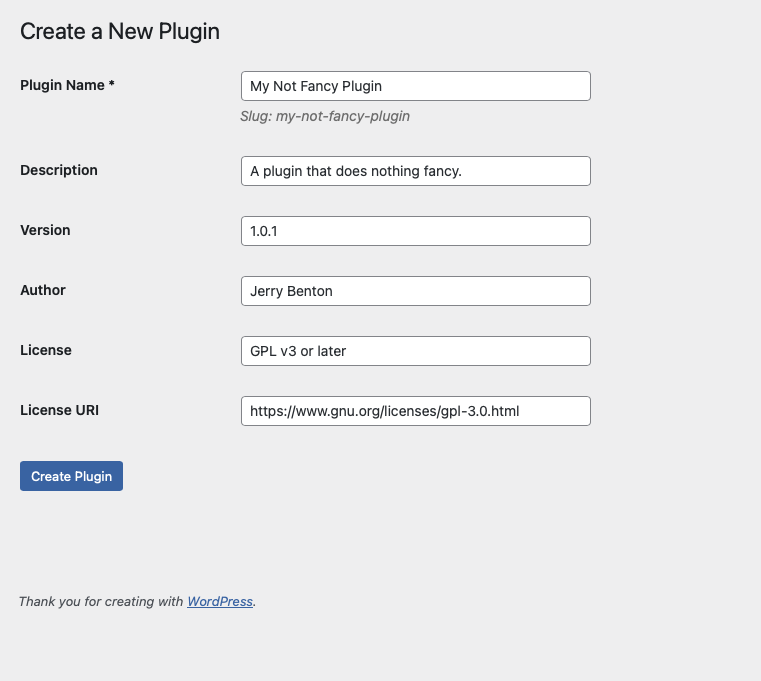 Create a New Plugin
Plugin Name *
My Not Fancy Plugin
Slug: my-not-fancy-plugin
Description
A plugin that does nothing fancy.
Version
1.0.1
Author
Jerry Benton
License
GPL v3 or later
License URI
https://www.gnu.org/licenses/gpl-3.0.html
Create Plugin
Thank you for creating with WordPress.